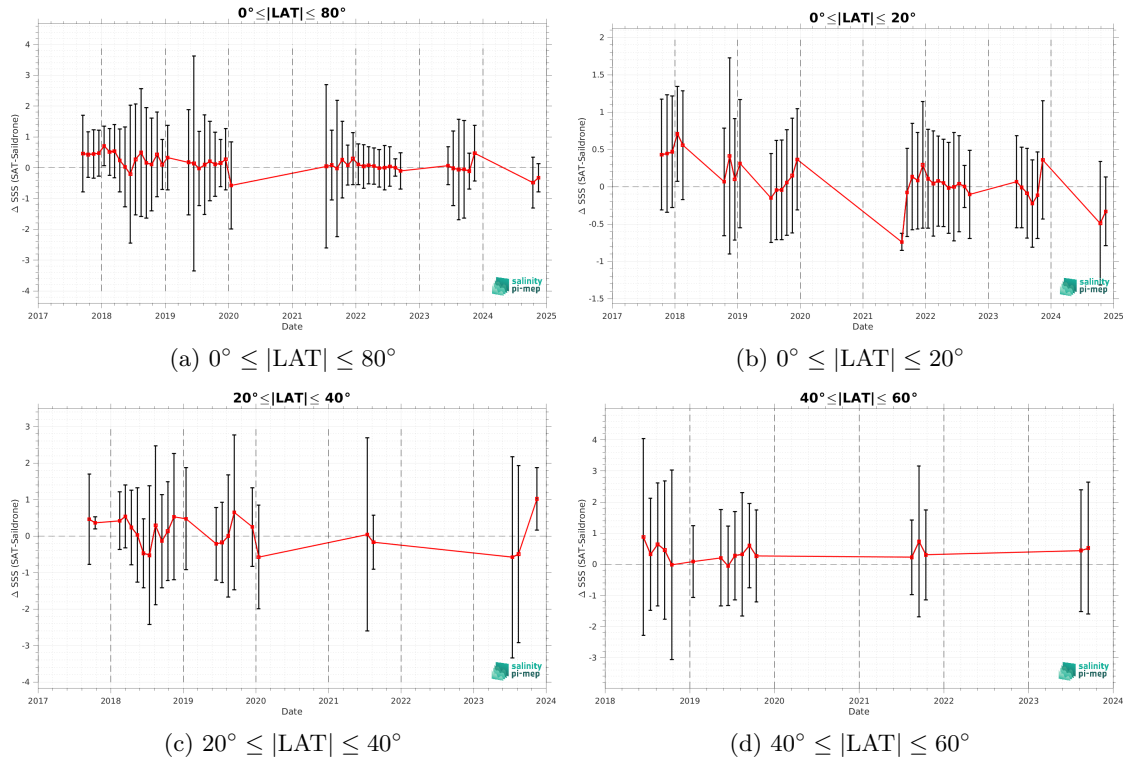 0°≤|LAT|≤ 80°
Δ SSS (SAT-Saildrone)
4
3
2
1
0
-1
-2
-3
-4
2017 2018 2019 2020 2021 2022 2023 2024 2025
Date
salinity
pi-mep
(a) 0° ≤ |LAT| ≤ 80°
0°≤|LAT|≤ 20°
Δ SSS (SAT-Saildrone)
2
1.5
1
0.5
0
-0.5
-1
-1.5
2017 2018 2019 2020 2021 2022 2023 2024 2025
Date
salinity
pi-mep
(b) 0° ≤ |LAT| ≤ 20°
20°≤|LAT|≤ 40°
Δ SSS (SAT-Saildrone)
3
2
1
0
-1
-2
-3
-4
2017 2018 2019 2020 2021 2022 2023 2024
Date
salinity
pi-mep
(c) 20° ≤ |LAT| ≤ 40°
40°≤|LAT|≤ 60°
Δ SSS (SAT-Saildrone)
4
3
2
1
0
-1
-2
-3
2018 2019 2020 2021 2022 2023 2024
Date
salinity
pi-mep
(d) 40° ≤ |LAT| ≤ 60°